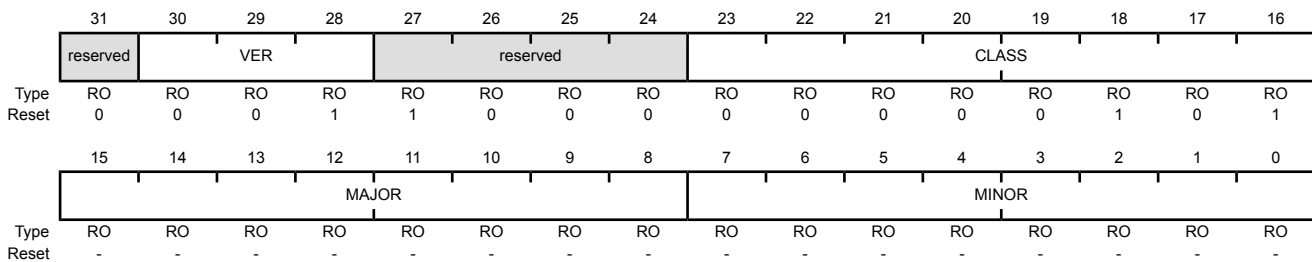 31 30 29 28 27 26 25 24 23 22 21 20 19 18 17 16
reserved VER reserved CLASS
Type RO RO RO RO RO RO RO RO RO RO RO RO RO RO RO RO
Reset 0 0 0 1 1 0 0 0 0 0 0 0 0 1 0 1
15 14 13 12 11 10 9 8 7 6 5 4 3 2 1 0
MAJOR MINOR
Type RO RO RO RO RO RO RO RO RO RO RO RO RO RO RO RO
Reset - - - - - - - - - - - - - - - -